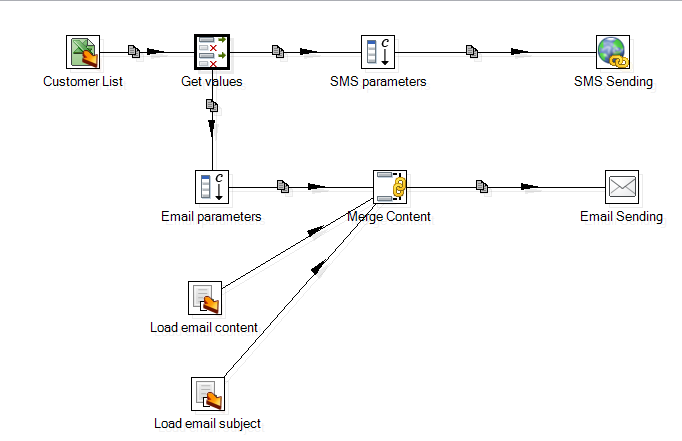 Customer List
Get values
SMS parameters
SMS Sending
Email parameters
Merge Content
Email Sending
Load email content
Load email subject